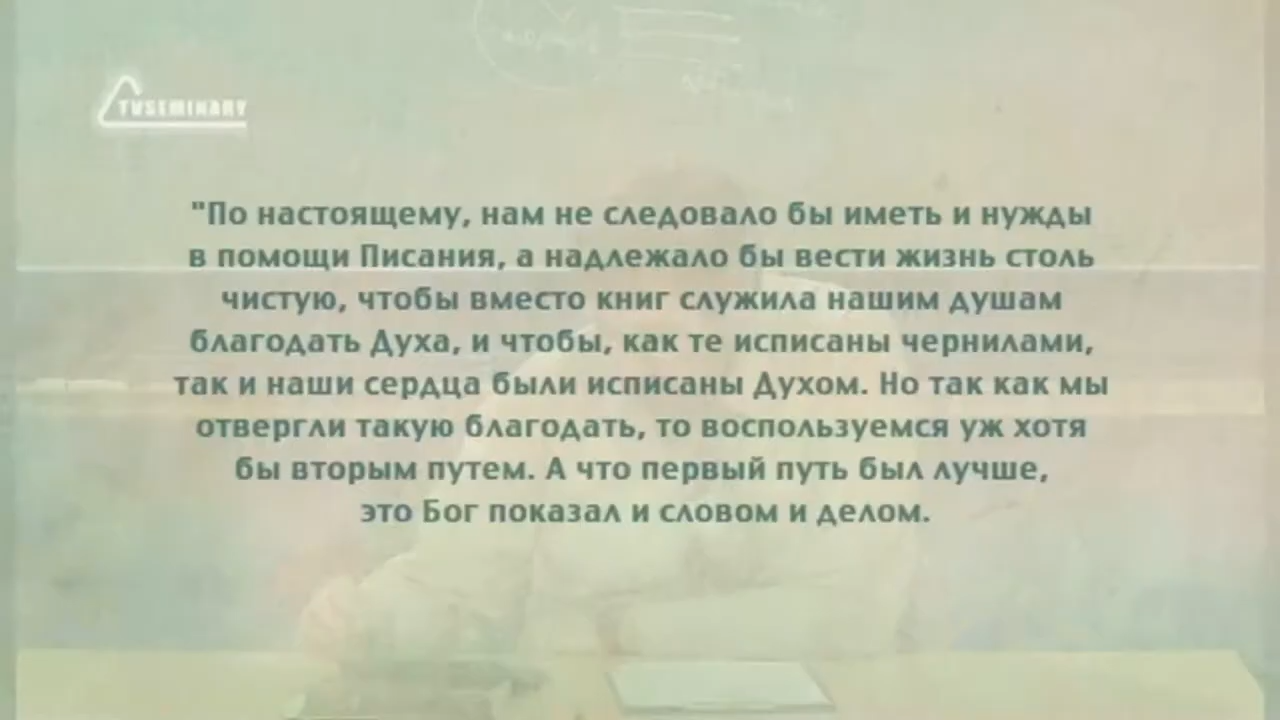 TVSEMINARY
"По настоящему, нам не следовало бы иметь и нужды
в помощи Писания, а надлежало бы вести жизнь столь
чистую, чтобы вместо книг служила нашим душам
благодать Духа, и чтобы, как те исписаны чернилами,
так и наши сердца были исписаны Духом. Но так как мы
отвергли такую благодать, то воспользуемся уж хотя
бы вторым путем. А что первый путь был лучше,
это Бог показал и словом и делом.